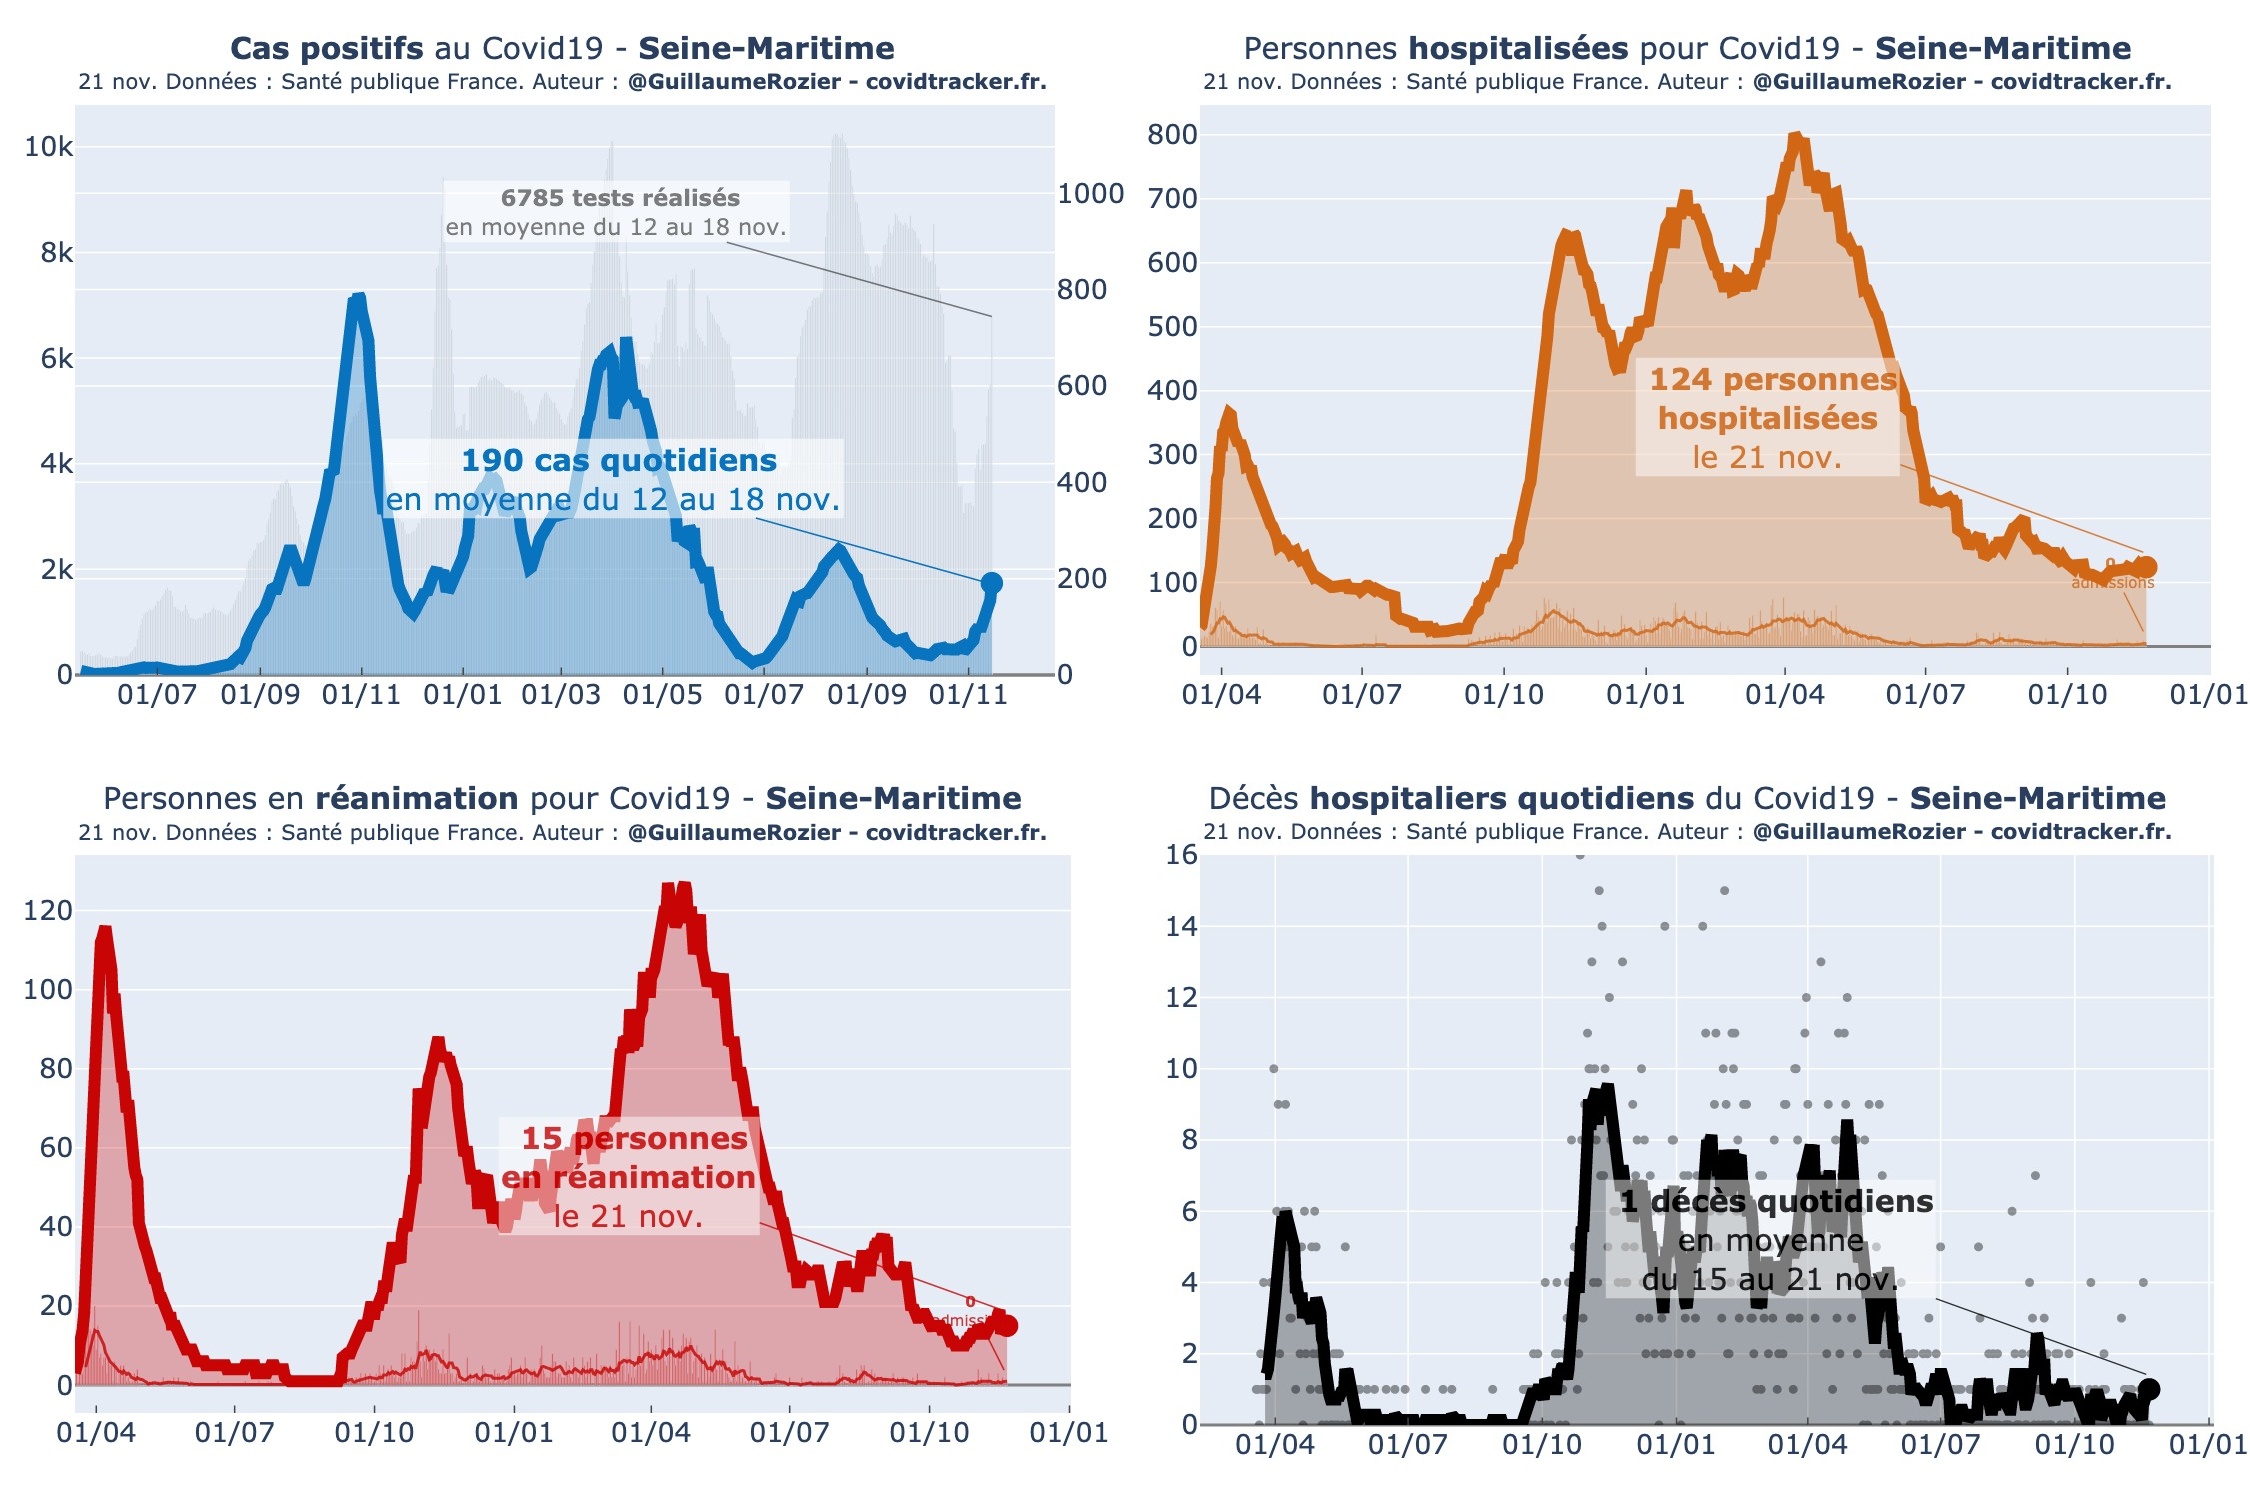 Cas positifs au Covid19 - Seine-Maritime
21 nov. Données : Santé publique France. Auteur : @GuillaumeRozier - covidtracker.fr.
10k
8k
6k
4k
2k
0
1000
800
600
400
200
0
6785 tests réalisés
en moyenne du 12 au 18 nov.
190 cas quotidiens
en moyenne du 12 au 18 nov.
01/07 01/09 01/11 01/01 01/03 01/05 01/07 01/09 01/11
Personnes hospitalisées pour Covid19 - Seine-Maritime
21 nov. Données : Santé publique France. Auteur : @GuillaumeRozier - covidtracker.fr.
800
700
600
500
400
300
200
100
0
124 personnes
hospitalisées
le 21 nov.
0
admissions
01/04 01/07 01/10 01/01 01/04 01/07 01/10 01/01
Personnes en réanimation pour Covid19 - Seine-Maritime
21 nov. Données : Santé publique France. Auteur : @GuillaumeRozier - covidtracker.fr.
120
100
80
60
40
20
0
15 personnes
en réanimation
le 21 nov.
0
01/04 01/07 01/10 01/01 01/04 01/07 01/10 01/01
Décès hospitaliers quotidiens du Covid19 - Seine-Maritime
21 nov. Données : Santé publique France. Auteur : @GuillaumeRozier - covidtracker.fr.
16
14
12
10
8
6
4
2
0
1 décès quotidiens
en moyenne
du 15 au 21 nov.
01/04 01/07 01/10 01/01 01/04 01/07 01/10 01/01